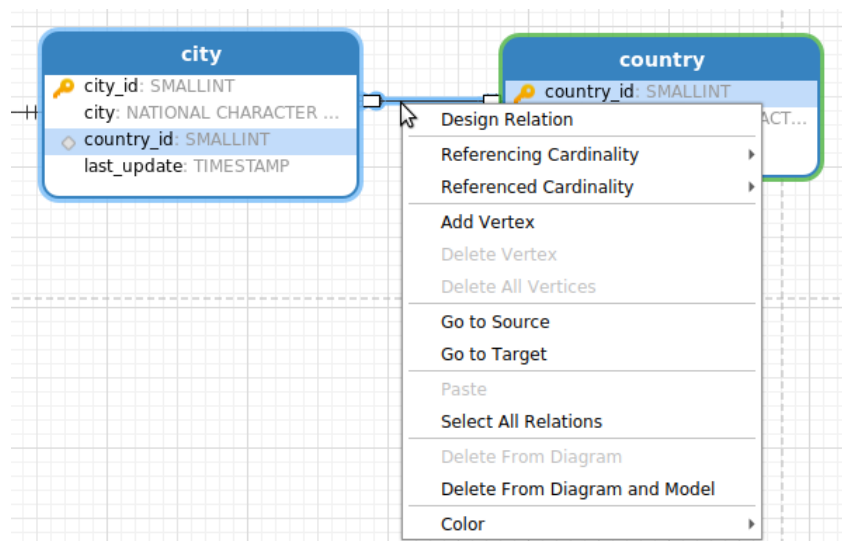 city
city_id: SMALLINT
city: NATIONAL CHARACTER ...
country_id: SMALLINT
last_update: TIMESTAMP
country
country_id: SMALLINT
ACT...
Design Relation
Referencing Cardinality
Referenced Cardinality
Add Vertex
Delete Vertex
Delete All Vertices
Go to Source
Go to Target
Paste
Select All Relations
Delete From Diagram
Delete From Diagram and Model
Color